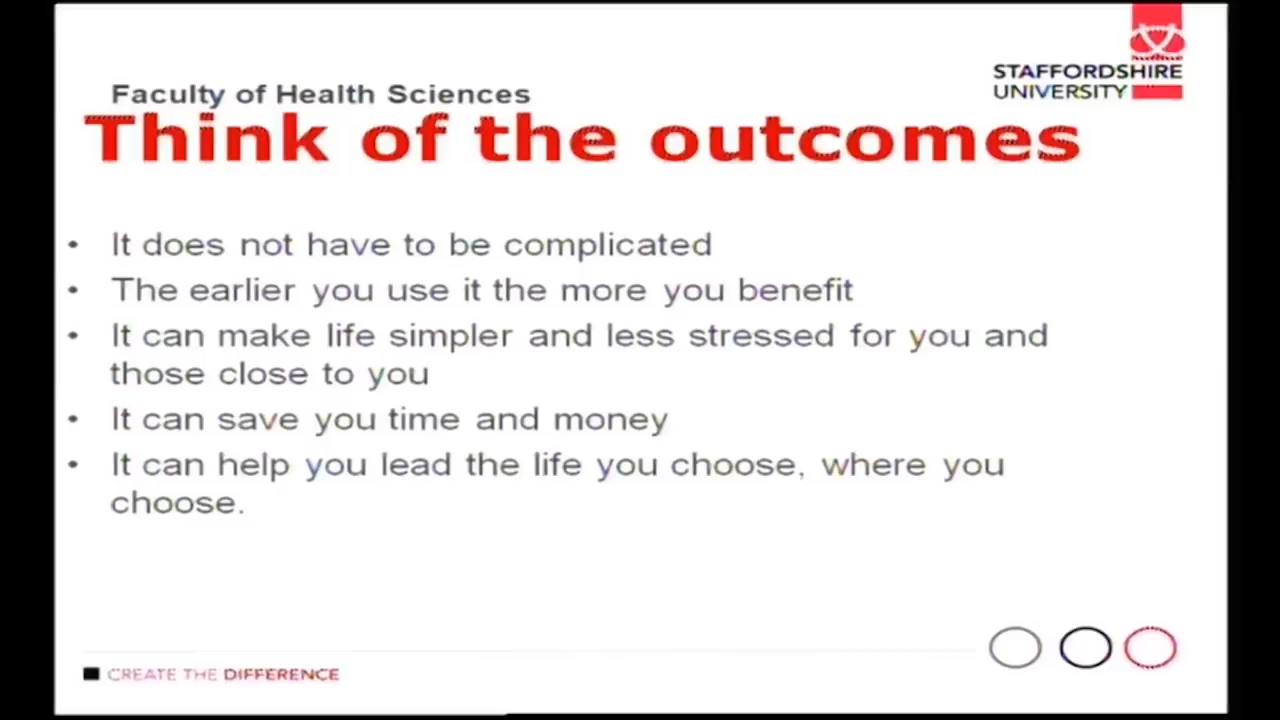 STAFFORDSHIRE
UNIVERSITY
Faculty of Health Sciences
Think of the outcomes
• It does not have to be complicated
• The earlier you use it the more you benefit
• It can make life simpler and less stressed for you and
those close to you
• It can save you time and money
• It can help you lead the life you choose, where you
choose.
CREATE THE DIFFERENCE